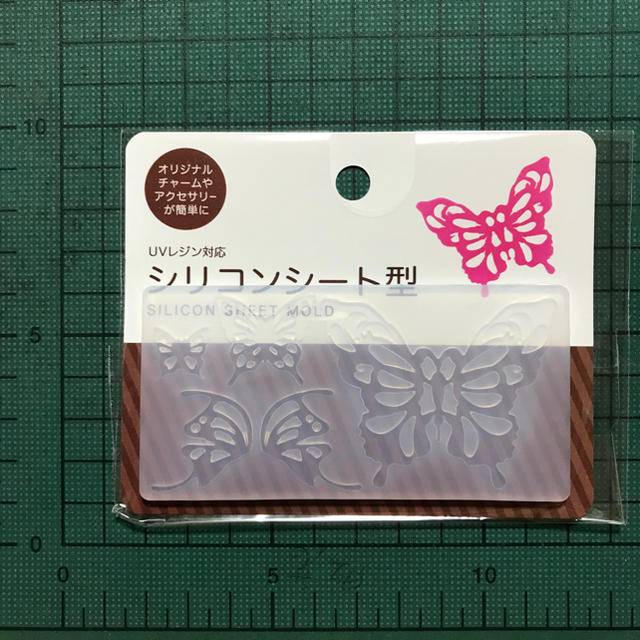 オリジナル
チャームや
アクセサリー
が簡単に
UVレジン対応
シリコンシート型
SILICON SHEET MOLD
10
5
0
0
5
10